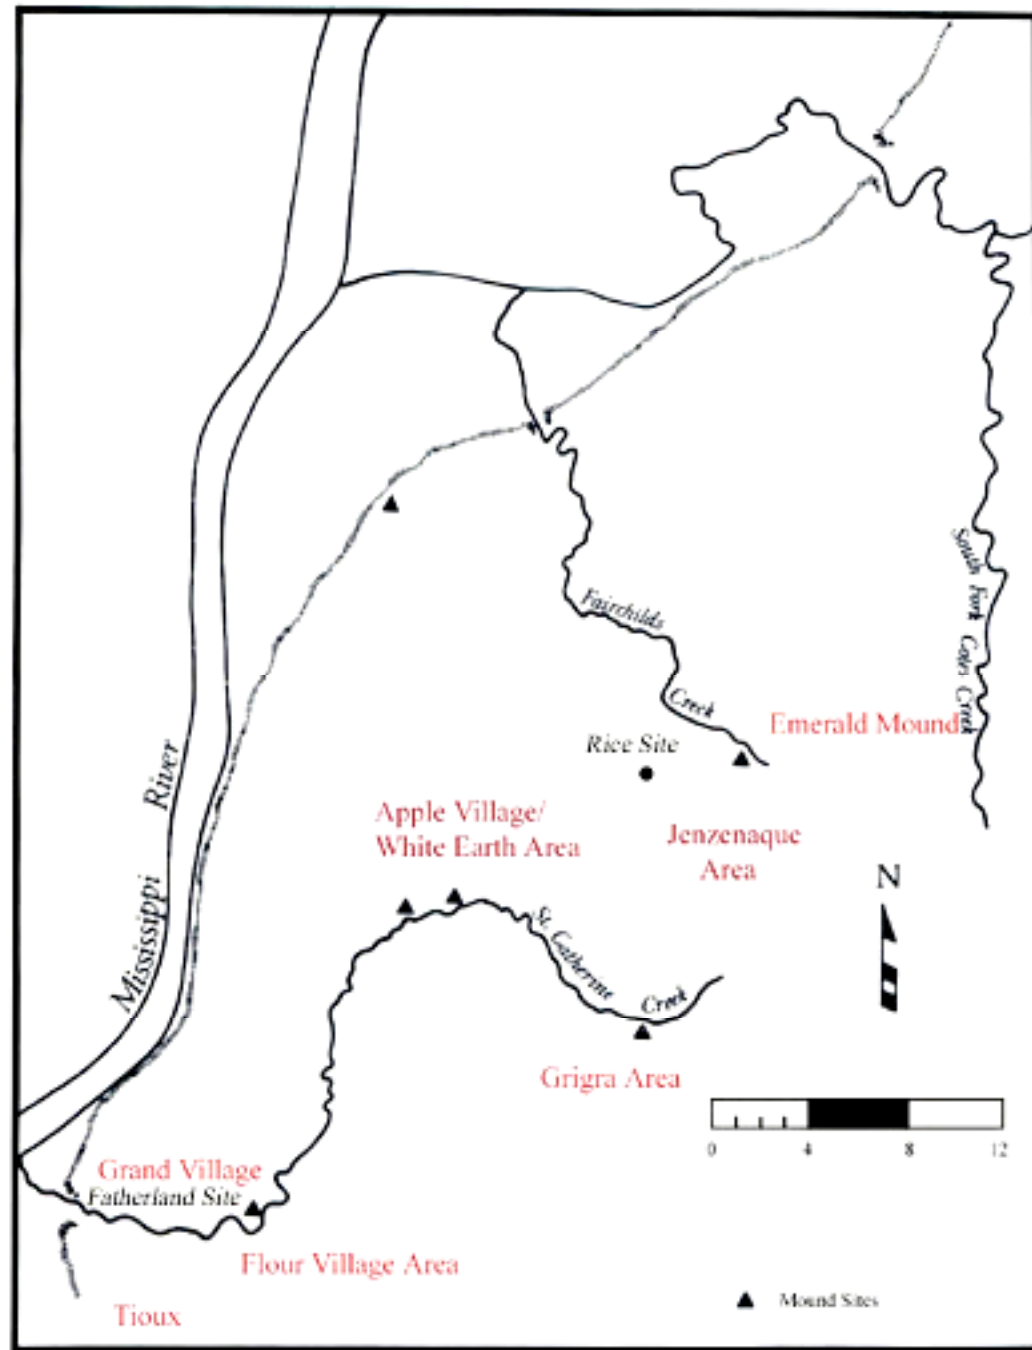 Fairchilds
Creek
South Fork Coles Creek
Emerald Mound
Rice Site
Mississippi River
Apple Village/
White Earth Area
Jenzenaque
Area
N
St. Catherine
Creek
Grigra Area
0 4 8 12
Grand Village
Fatherland Site
Flour Village Area
Mound Sites
Tioux